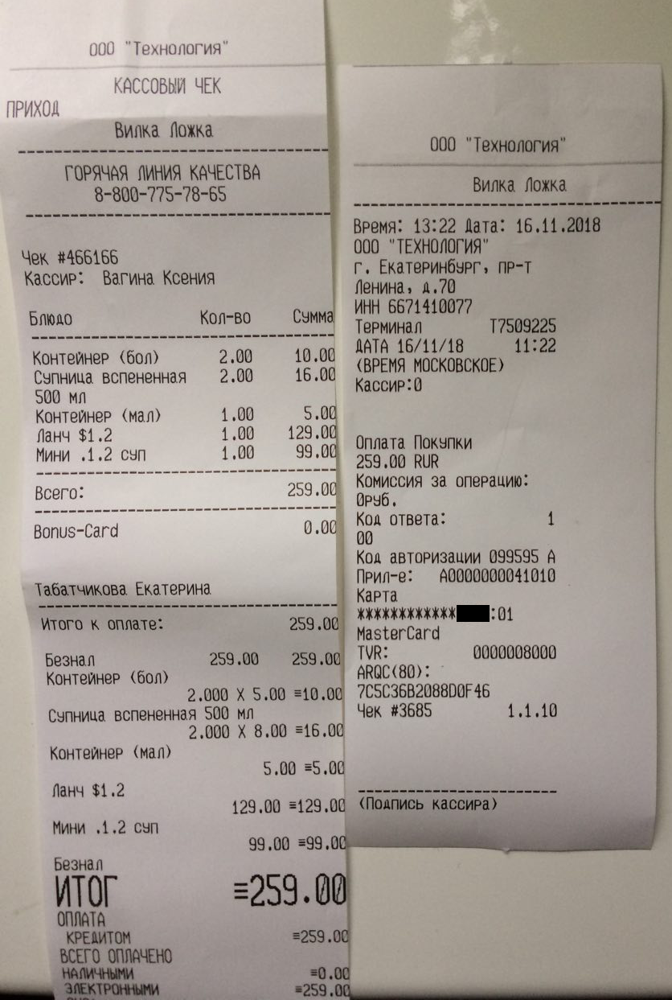 ООО "Технология"
КАССОВЫЙ ЧЕК
ПРИХОД
Вилка Ложка
ГОРЯЧАЯ ЛИНИЯ КАЧЕСТВА
8-800-775-78-65
Чек #466166
Кассир: Вагина Ксения
Блюдо Кол-во Сумма
Контейнер (бол) 2.00 10.00
Супница вспененная 2.00 16.00
500 мл
Контейнер (мал) 1.00 5.00
Ланч $1.2 1.00 129.00
Мини .1.2 суп 1.00 99.00
Всего: 259.00
Bonus-Card 0.00
Табатчикова Екатерина
Итого к оплате: 259.00
Безнал 259.00 259.00
Контейнер (бол)
2.000 X 5.00 ≡10.00
Супница вспененная 500 мл
2.000 X 8.00 ≡16.00
Контейнер (мал)
5.00 ≡5.00
Ланч $1.2
129.00 ≡129.00
Мини .1.2 суп
99.00 ≡99.00
Безнал
ИТОГ ≡259.00
ОПЛАТА
КРЕДИТОМ ≡259.00
ВСЕГО ОПЛАЧЕНО
НАЛИЧНЫМИ ≡0.00
ЭЛЕКТРОННЫМИ ≡259.00
ООО "Технология"
Вилка Ложка
Время: 13:22 Дата: 16.11.2018
ООО "ТЕХНОЛОГИЯ"
г. Екатеринбург, пр-т
Ленина, д.70
ИНН 6671410077
Терминал T7509225
ДАТА 16/11/18 11:22
(ВРЕМЯ МОСКОВСКОЕ)
Кассир:0
Оплата Покупки
259.00 RUR
Комиссия за операцию:
0руб.
Код ответа: 1
00
Код авторизации 099595 A
Прил-е: A0000000041010
Карта
************:01
MasterCard
TVR: 0000008000
ARQC(80):
7C5C36B2088D0F46
Чек #3685 1.1.10
(Подпись кассира)